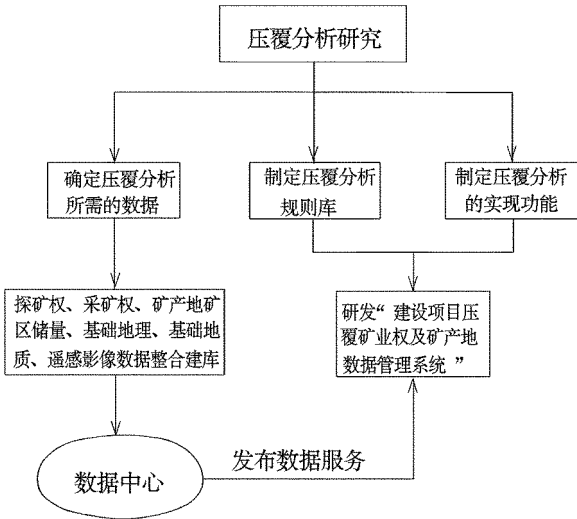 压覆分析研究
确定压覆分析
所需的数据
制定压覆分析
规则库
制定压覆分析
的实现功能
探矿权、采矿权、矿产地矿
区储量、基础地理、基础地
质、遥感影像数据整合建库
研发“建设项目压
覆矿业权及矿产地
数据管理系统 ”
数据中心
发布数据服务